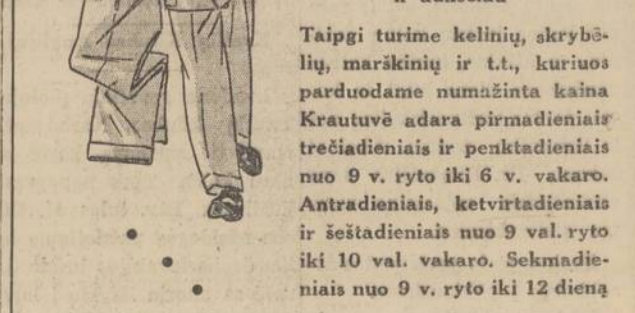 Taipgi turime kelinių, skrybė-
lių, marškinių ir t.t., kuriuos
parduodame numažinta kaina
Krautuvė adara pirmadieniais
trečiadieniais ir penktadieniais
nuo 9 v. ryto iki 6 v. vakaro.
Antradieniais, ketvirtadieniais
ir šeštadieniais nuo 9 val. ryto
iki 10 val. vakaro. Sekmadie-
niais nuo 9 v. ryto iki 12 dieną